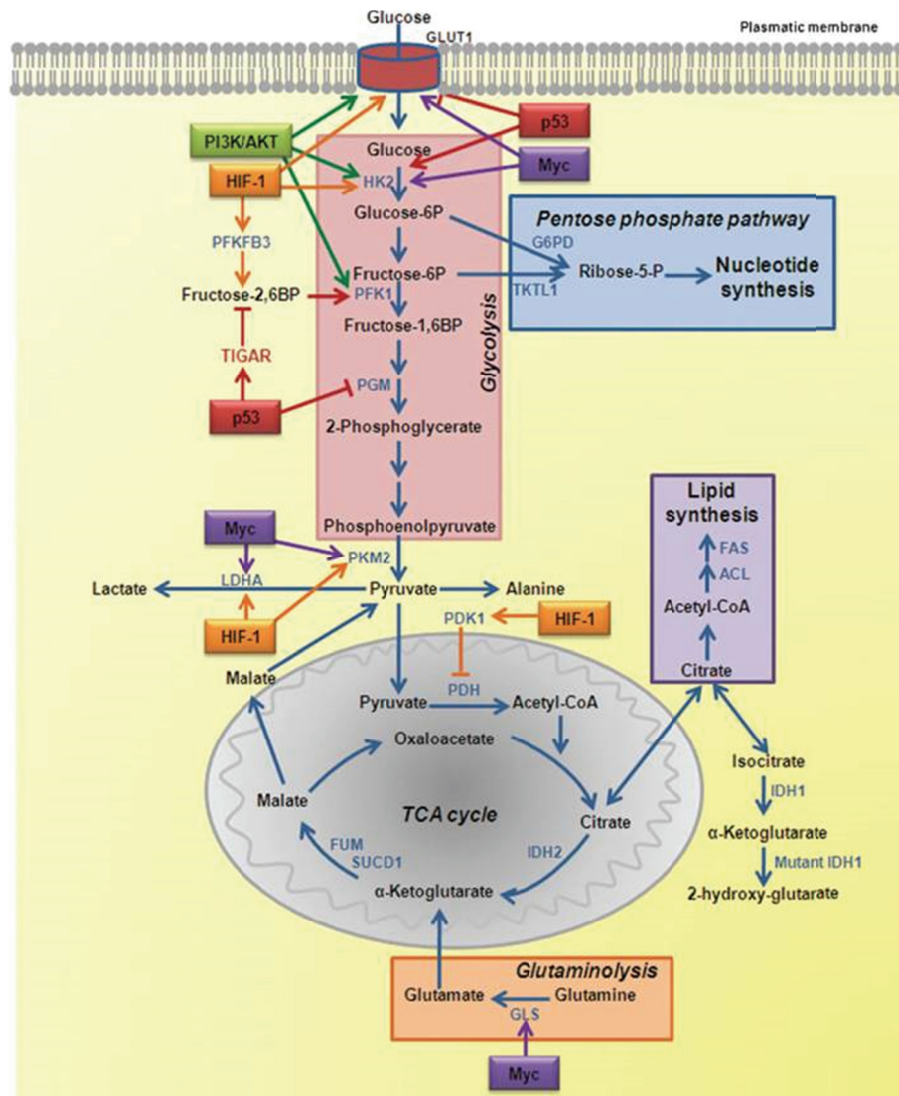 Glucose
GLUT1
Plasmatic membrane
p53
PI3K/AKT
Glucose
Myc
HIF-1
HK2
Glucose-6P
Pentose phosphate pathway
PFKFB3
G6PD
Ribose-5-P
Nucleotide
synthesis
Fructose-6P
TKTL1
Fructose-2,6BP
PFK1
Fructose-1,6BP
Glycolysis
TIGAR
PGM
p53
2-Phosphoglycerate
Lipid
synthesis
Phosphoenolpyruvate
Myc
FAS
PKM2
ACL
LDHA
Lactate
Pyruvate
Alanine
Acetyl-CoA
HIF-1
PDK1
HIF-1
Malate
Citrate
PDH
Pyruvate
Acetyl-CoA
Oxaloacetate
Isocitrate
IDH1
Malate
TCA cycle
Citrate
α-Ketoglutarate
FUM
SUCD1
IDH2
Mutant IDH1
α-Ketoglutarate
2-hydroxy-glutarate
Glutaminolysis
Glutamate
Glutamine
GLS
Myc